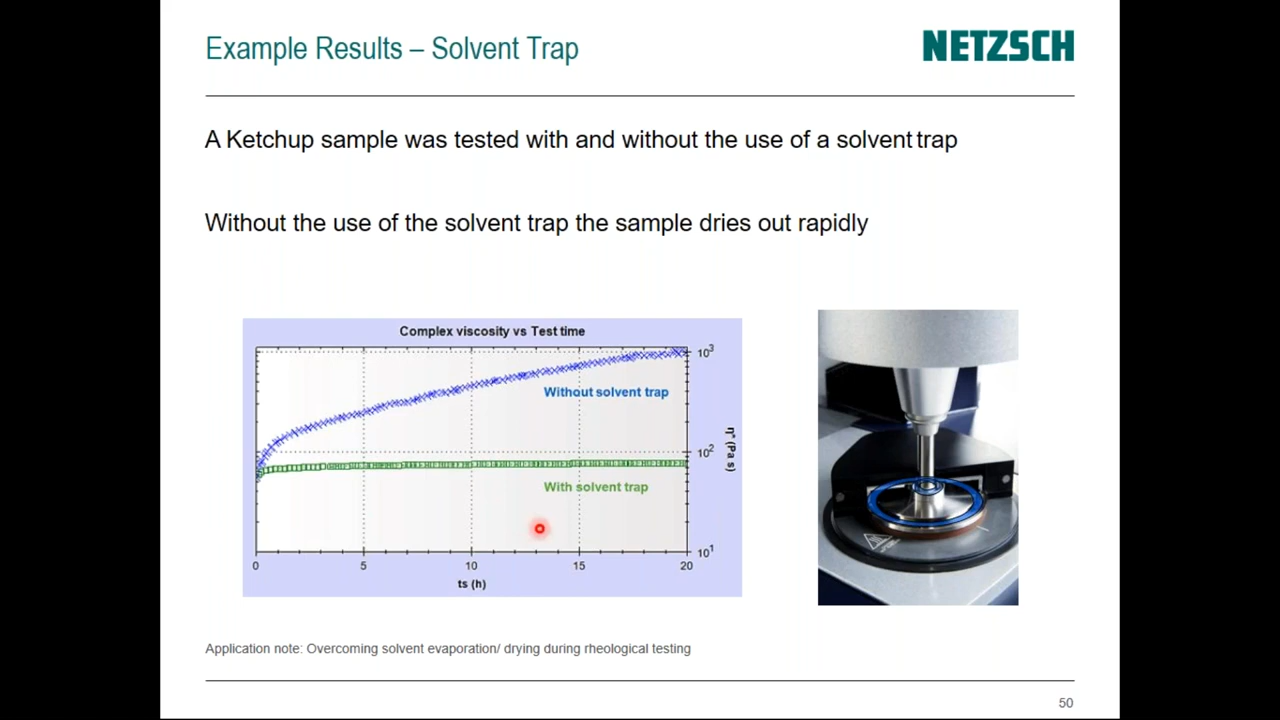 Example Results – Solvent Trap
NETZSCH
A Ketchup sample was tested with and without the use of a solvent trap
Without the use of the solvent trap the sample dries out rapidly
Complex viscosity vs Test time
10³
Without solvent trap
10²
η* (Pa s)
With solvent trap
10¹
0 5 10 15 20
ts (h)
Application note: Overcoming solvent evaporation/ drying during rheological testing
50